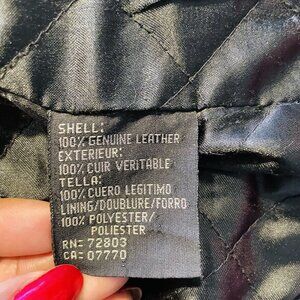 SHELL:
100% GENUINE LEATHER
EXTERIEUR:
100% CUIR VERITABLE
TELLA:
100% CUERO LEGITIMO
LINING/DOUBLURE/FORRO
100% POLYESTER/
POLIESTER
RN= 72803
CA= 07770